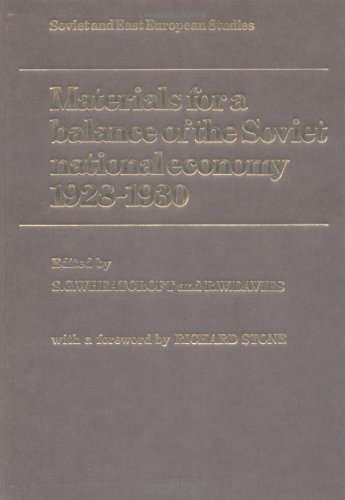 Soviet and East European Studies
Materials for a
balance of the Soviet
national economy
1928-1930
Edited by
S.G.WHEATCROFT and R.W.DAVIES
with a foreword by RICHARD STONE